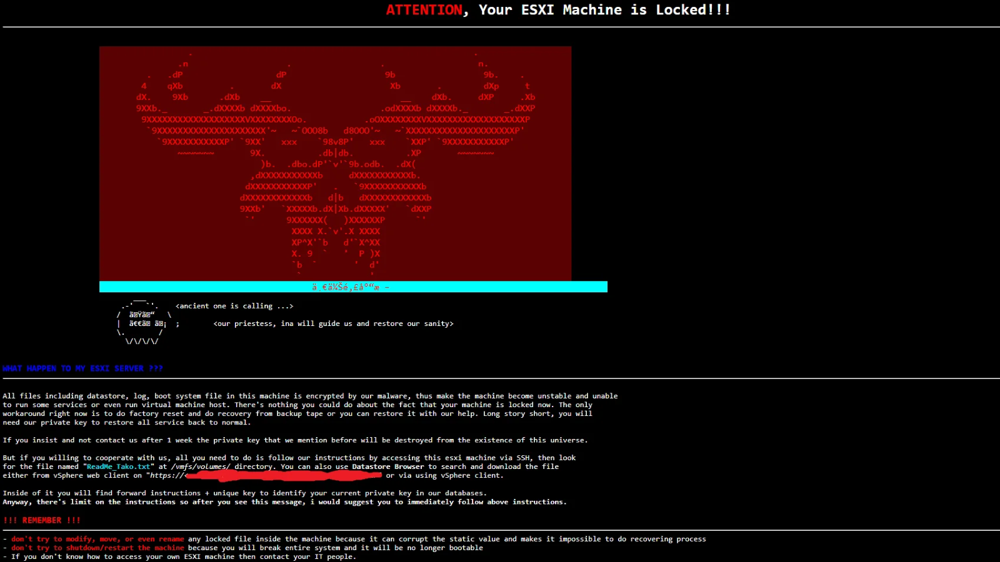 ATTENTION, Your ESXI Machine is Locked!!!
<ancient one is calling ...>
<our priestess, ina will guide us and restore our sanity>
WHAT HAPPEN TO MY ESXI SERVER ???
All files including datastore, log, boot system file in this machine is encrypted by our malware, thus make the machine become unstable and unable
to run some services or even run virtual machine host. There's nothing you could do about the fact that your machine is locked now. The only
workaround right now is to do factory reset and do recovery from backup tape or you can restore it with our help. Long story short, you will
need our private key to restore all service back to normal.
If you insist and not contact us after 1 week the private key that we mention before will be destroyed from the existence of this universe.
But if you willing to cooperate with us, all you need to do is follow our instructions by accessing this esxi machine via SSH, then look
for the file named "ReadMe_Tako.txt" at /vmfs/volumes/ directory. You can also use Datastore Browser to search and download the file
either from vSphere web client on "https://< or via using vSphere client.
Inside of it you will find forward instructions + unique key to identify your current private key in our databases.
Anyway, there's limit on the instructions so after you see this message, i would suggest you to immediately follow above instructions.
!!! REMEMBER !!!
- don't try to modify, move, or even rename any locked file inside the machine because it can corrupt the static value and makes it impossible to do recovering process
- don't try to shutdown/restart the machine because you will break entire system and it will be no longer bootable
- If you don't know how to access your own ESXI machine then contact your IT people.